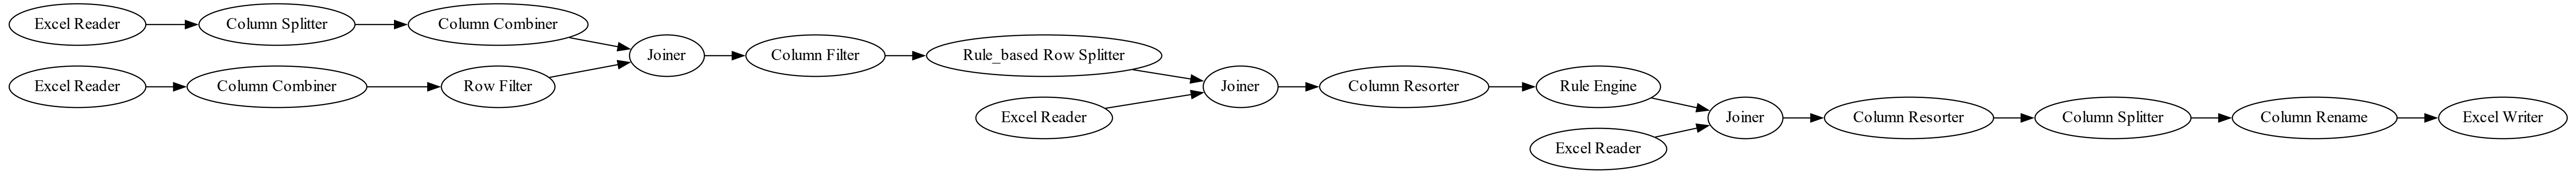 Excel Reader
Column Splitter
Column Combiner
Excel Reader
Column Combiner
Row Filter
Joiner
Column Filter
Rule_based Row Splitter
Excel Reader
Joiner
Column Resorter
Rule Engine
Excel Reader
Joiner
Column Resorter
Column Splitter
Column Rename
Excel Writer